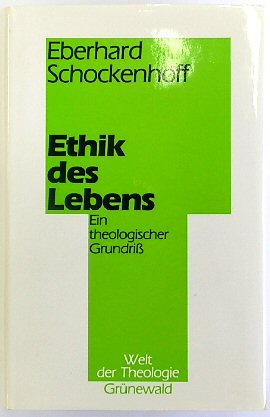 Eberhard
Schockenhoff
Ethik
des
Lebens
Ein
theologischer
Grundriß
Welt
der Theologie
Grünewald